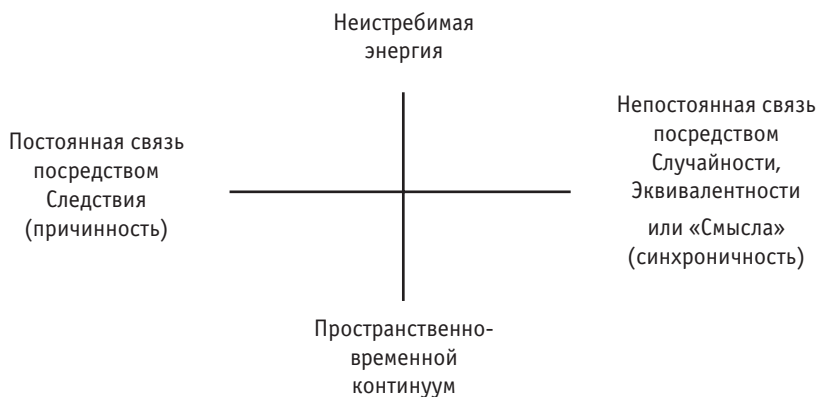 Неистребимая
энергия
Постоянная связь
посредством
Следствия
(причинность)
Непостоянная связь
посредством
Случайности,
Эквивалентности
или «Смысла»
(синхроничность)
Пространственно-
временной
континуум